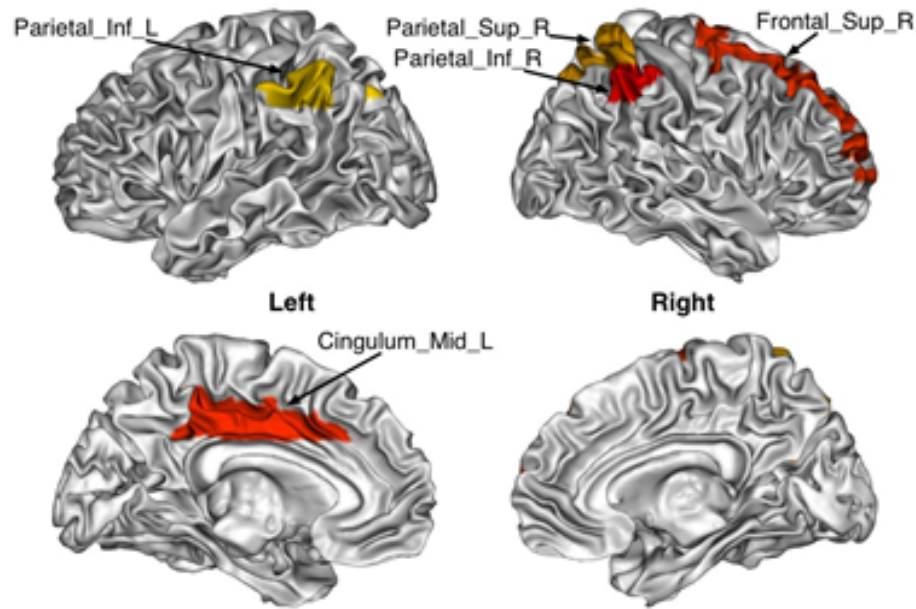 Parietal_Inf_L
Parietal_Sup_R
Frontal_Sup_R
Parietal_Inf_R
Left
Right
Cingulum_Mid_L